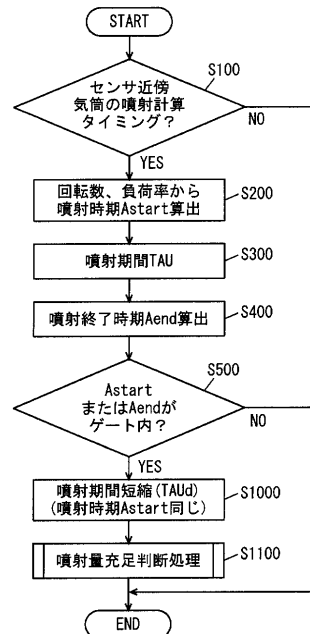 START
センサ近傍
気筒の噴射計算
タイミング？
S100
NO
YES
回転数、負荷率から
噴射時期Astart算出
S200
噴射期間TAU
S300
噴射終了時期Aend算出
S400
Astart
またはAendが
ゲート内？
S500
NO
YES
噴射期間短縮(TAUd)
(噴射時期Astart同じ)
S1000
噴射量充足判断処理
S1100
END